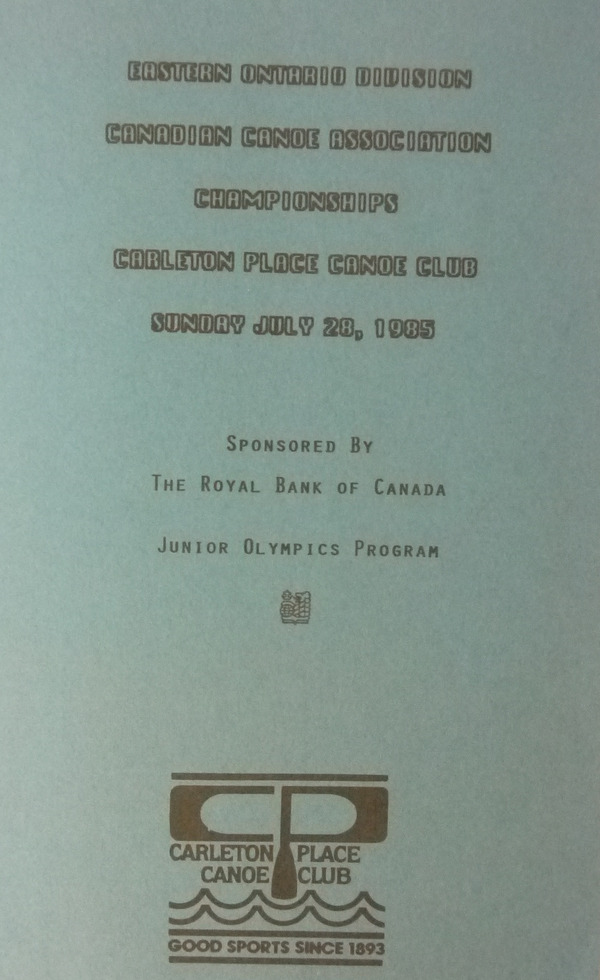 EASTERN ONTARIO DIVISION
CANADIAN CANOE ASSOCIATION
CHAMPIONSHIPS
CARLETON PLACE CANOE CLUB
SUNDAY JULY 28, 1985
SPONSORED BY
THE ROYAL BANK OF CANADA
JUNIOR OLYMPICS PROGRAM
CP
CARLETON PLACE
CANOE CLUB
GOOD SPORTS SINCE 1893